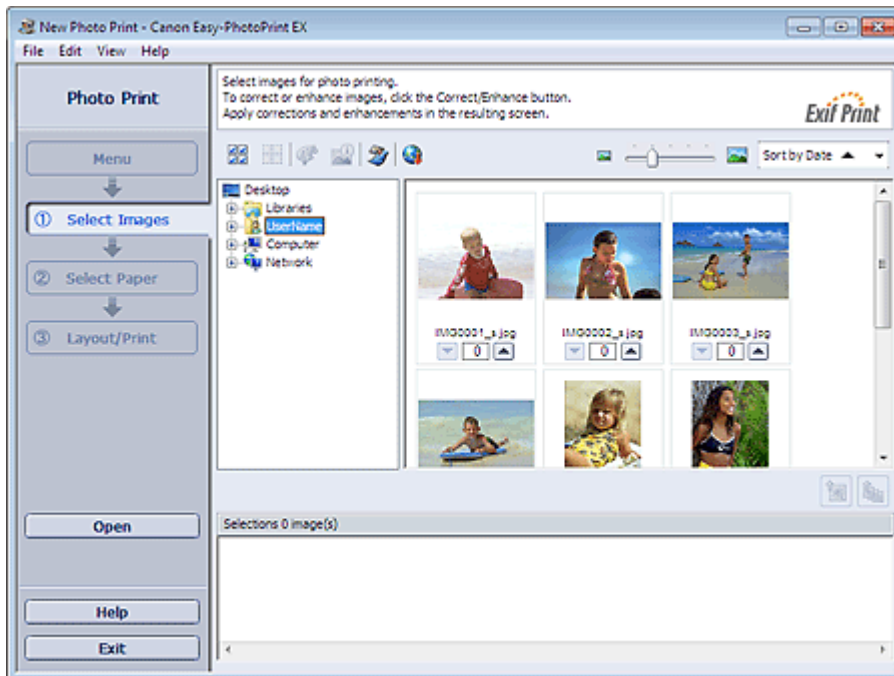 New Photo Print - Canon Easy-PhotoPrint EX
File Edit View Help
Photo Print
Menu
① Select Images
② Select Paper
③ Layout/Print
Open
Help
Exit
Select images for photo printing.
To correct or enhance images, click the Correct/Enhance button.
Apply corrections and enhancements in the resulting screen.
Exif Print
Sort by Date
Desktop
Libraries
UserName
Computer
Network
IMG0001_s.jpg IMG0002_s.jpg IMG0003_s.jpg
0 0 0
Selections 0 image(s)